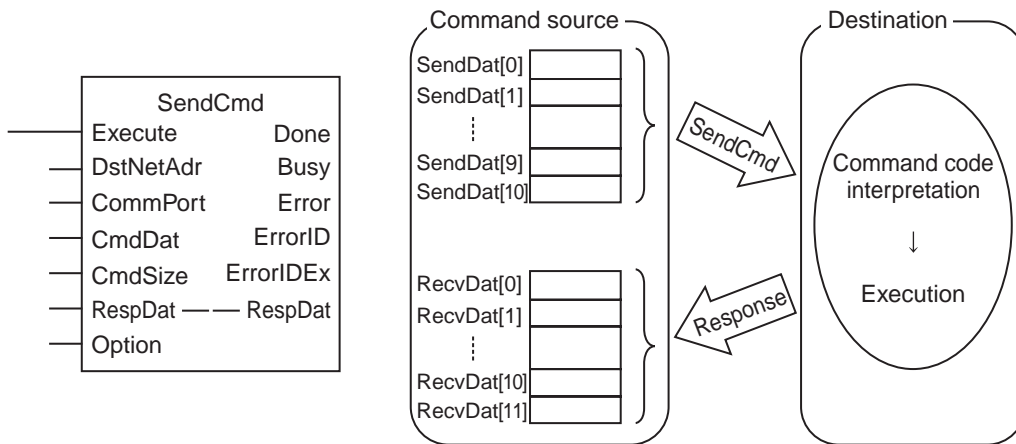 SendCmd
Execute Done
DstNetAdr Busy
CommPort Error
CmdDat ErrorID
CmdSize ErrorIDEx
RespDat RespDat
Option
Command source
SendDat[0]
SendDat[1]
SendDat[9]
SendDat[10]
RecvDat[0]
RecvDat[1]
RecvDat[10]
RecvDat[11]
SendCmd
Response
Destination
Command code
interpretation
↓
Execution